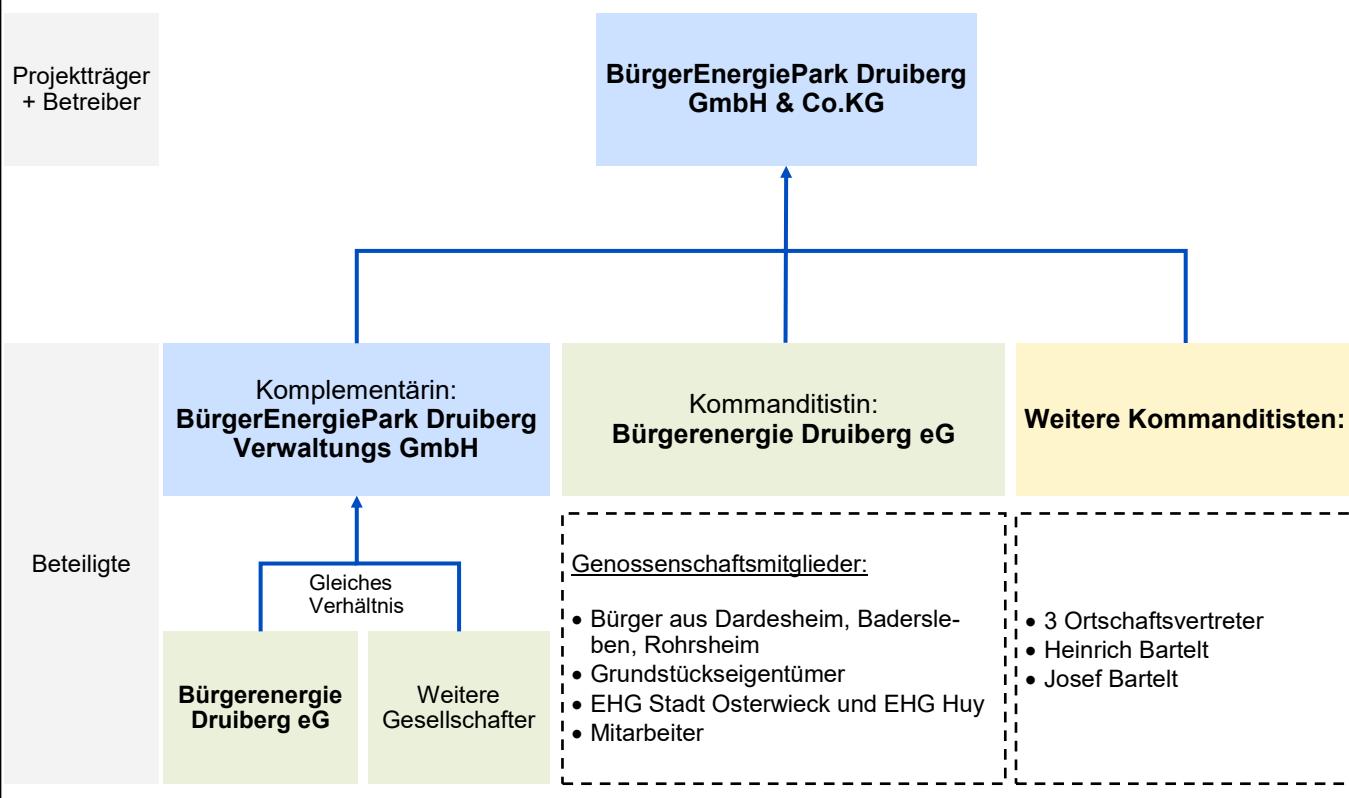 Projektträger
+ Betreiber
BürgerEnergiePark Druiberg
GmbH & Co.KG
Beteiligte
Komplementärin:
BürgerEnergiePark Druiberg
Verwaltungs GmbH
Kommanditistin:
Bürgerenergie Druiberg eG
Weitere Kommanditisten:
Gleiches
Verhältnis
Bürgerenergie
Druiberg eG
Weitere
Gesellschafter
Genossenschaftsmitglieder:
• Bürger aus Dardesheim, Badersle-
ben, Rohrsheim
• Grundstückseigentümer
• EHG Stadt Osterwieck und EHG Huy
• Mitarbeiter
• 3 Ortschaftsvertreter
• Heinrich Bartelt
• Josef Bartelt